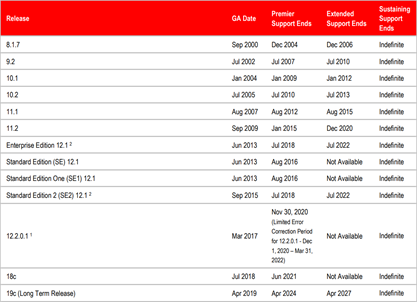 Release GA Date Premier Support Ends Extended Support Ends Sustaining Support Ends
8.1.7 Sep 2000 Dec 2004 Dec 2006 Indefinite
9.2 Jul 2002 Jul 2007 Jul 2010 Indefinite
10.1 Jan 2004 Jan 2009 Jan 2012 Indefinite
10.2 Jul 2005 Jul 2010 Jul 2013 Indefinite
11.1 Aug 2007 Aug 2012 Aug 2015 Indefinite
11.2 Sep 2009 Jan 2015 Dec 2020 Indefinite
Enterprise Edition 12.1 2 Jun 2013 Jul 2018 Jul 2022 Indefinite
Standard Edition (SE) 12.1 Jun 2013 Aug 2016 Not Available Indefinite
Standard Edition One (SE1) 12.1 Jun 2013 Aug 2016 Not Available Indefinite
Standard Edition 2 (SE2) 12.1 2 Sep 2015 Jul 2018 Jul 2022 Indefinite
12.2.0.1 1 Mar 2017 Nov 30, 2020 (Limited Error Correction Period for 12.2.0.1 - Dec 1, 2020 – Mar 31, 2022) Not Available Indefinite
18c Jul 2018 Jun 2021 Not Available Indefinite
19c (Long Term Release) Apr 2019 Apr 2024 Apr 2027 Indefinite